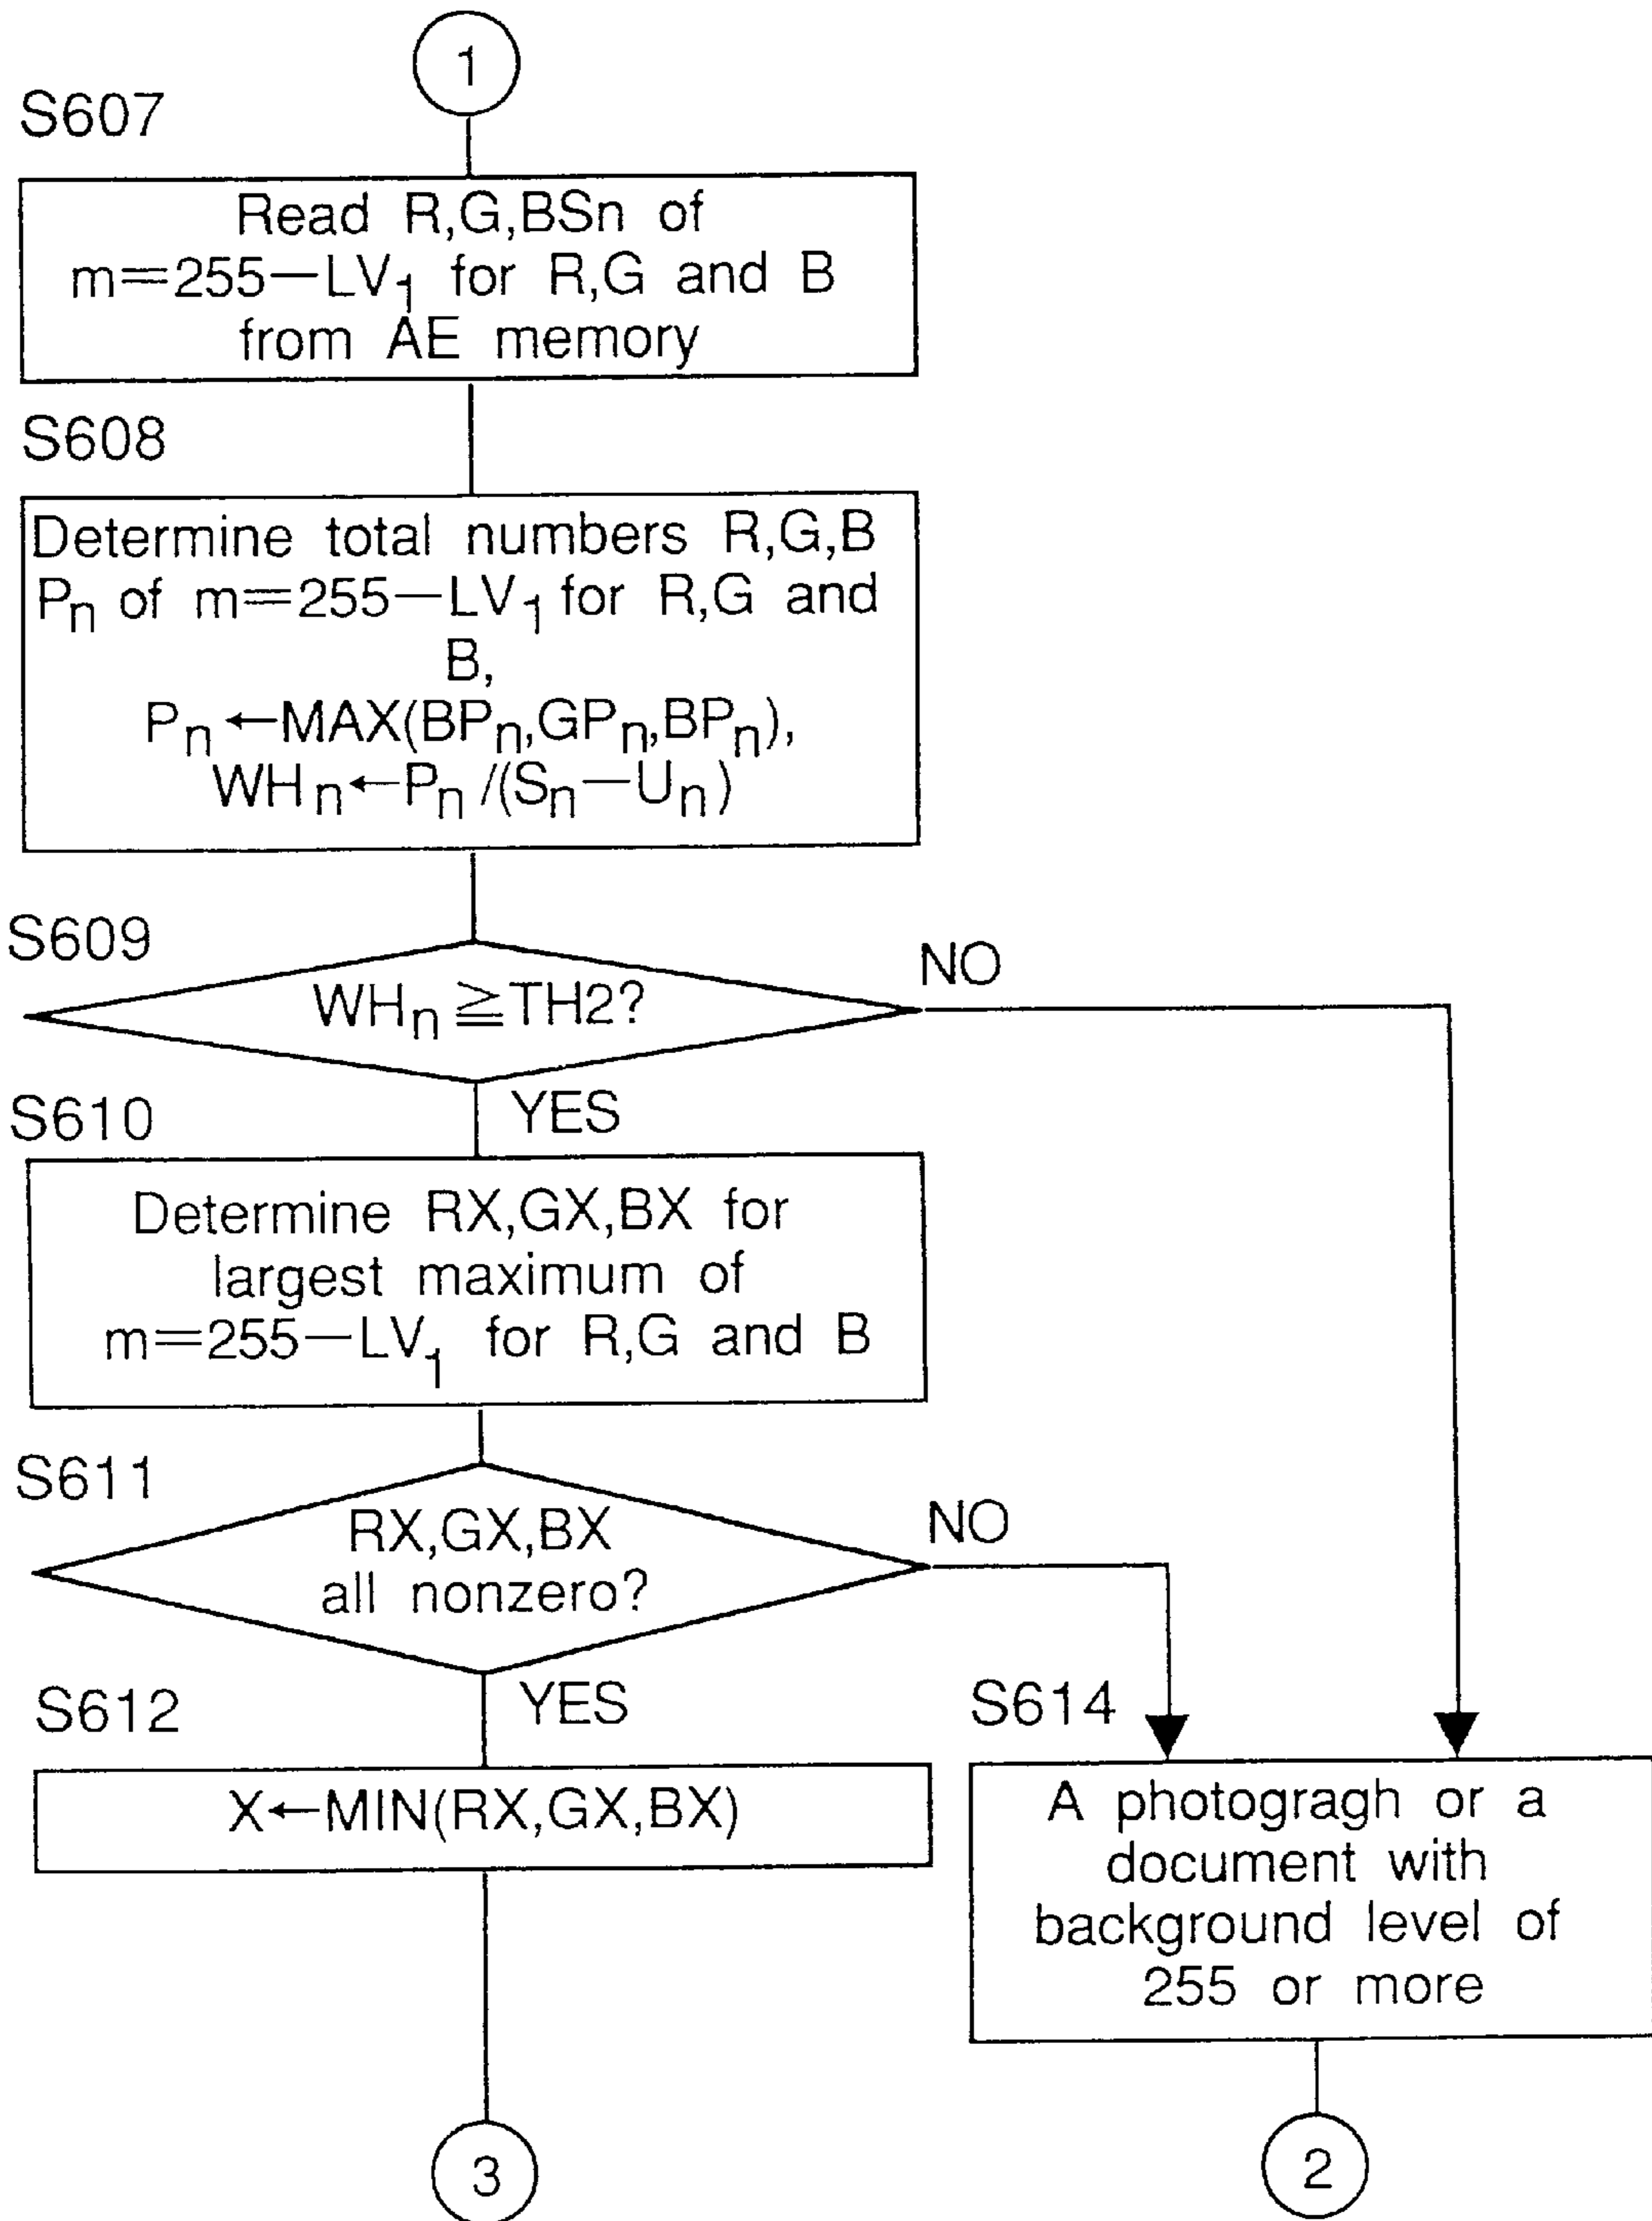 1
S607
Read R,G,BSn of
m=255—LV₁ for R,G and B
from AE memory
S608
Determine total numbers R,G,B
Pₙ of m=255—LV₁ for R,G and
B,
Pₙ←MAX(BPₙ,GPₙ,BPₙ),
WHₙ←Pₙ/(Sₙ—Uₙ)
S609
WHₙ≧TH2?
NO
YES
S610
Determine RX,GX,BX for
largest maximum of
m=255—LV₁ for R,G and B
S611
RX,GX,BX
all nonzero?
NO
YES
S612
X←MIN(RX,GX,BX)
S614
A photogragh or a
document with
background level of
255 or more
3
2